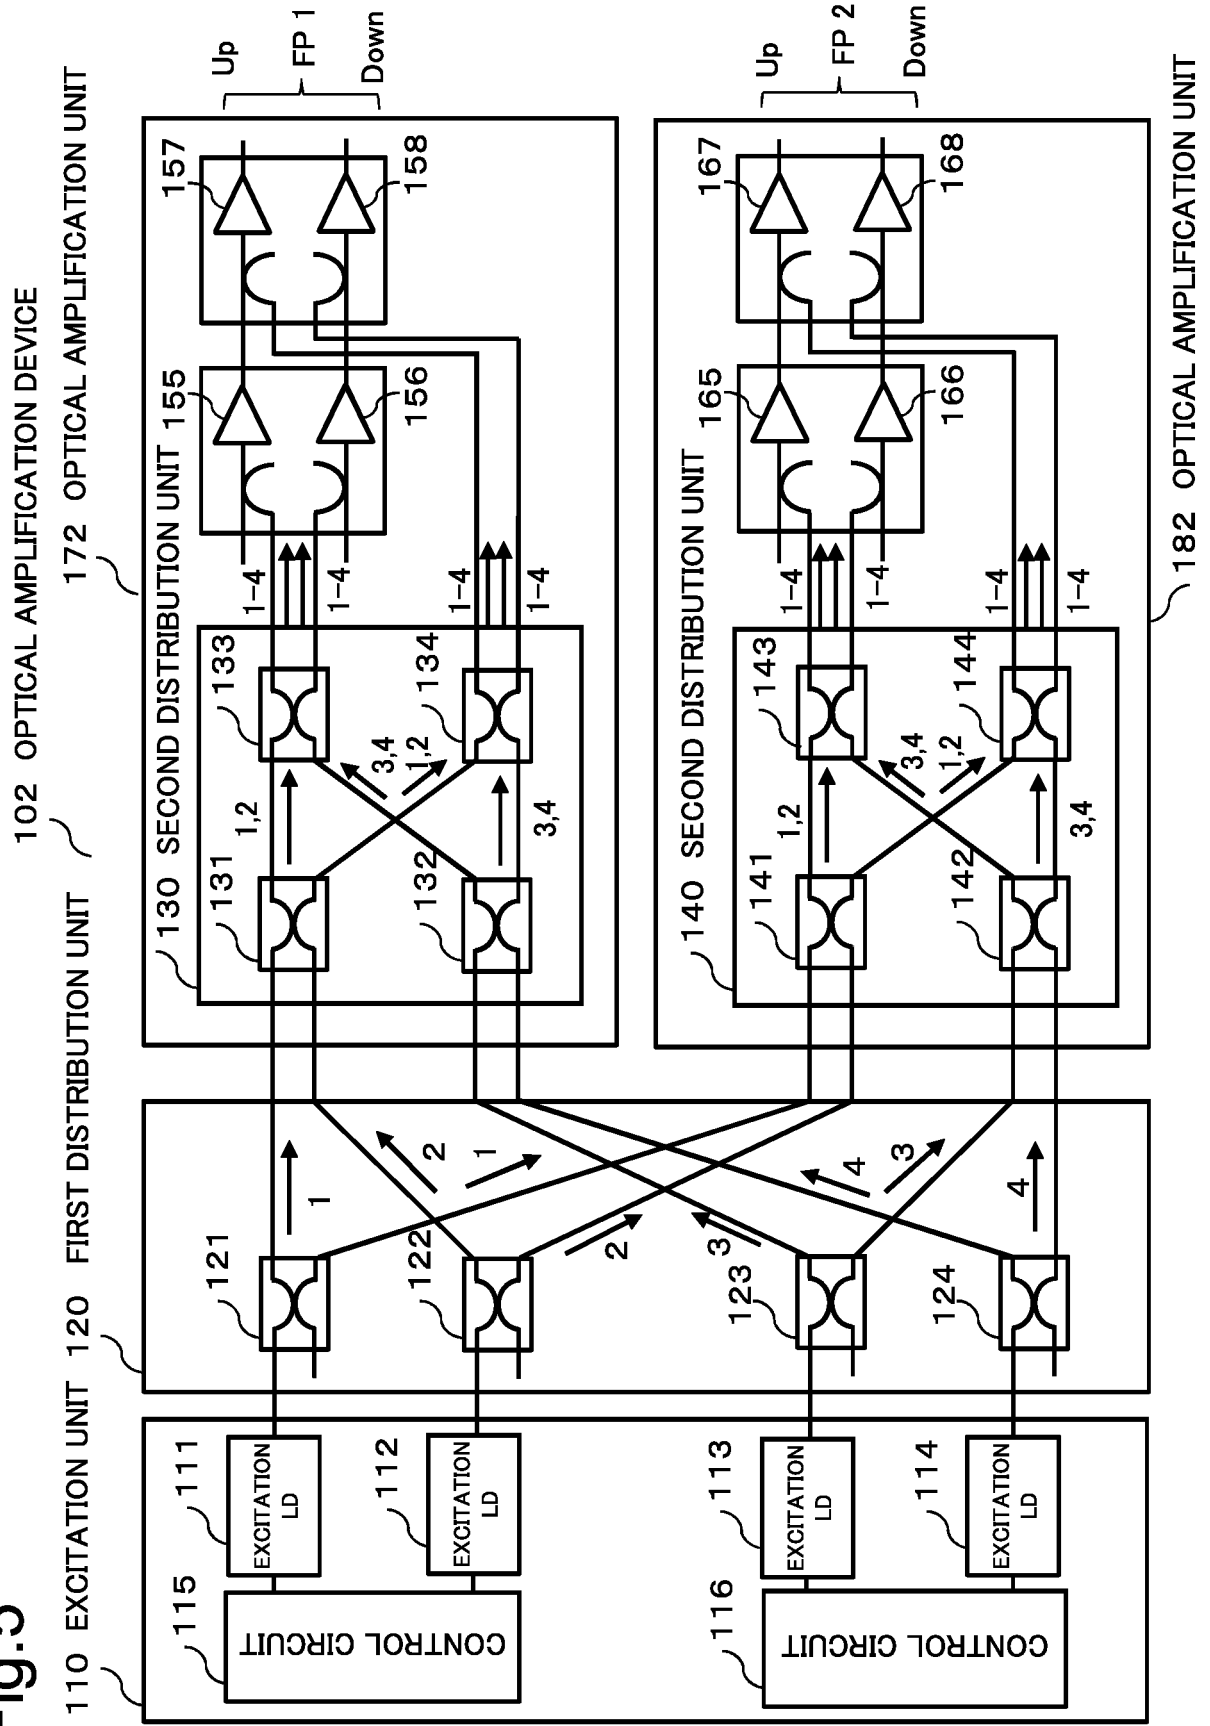 Fig.5
102 OPTICAL AMPLIFICATION DEVICE
110 EXCITATION UNIT
120 FIRST DISTRIBUTION UNIT
172 OPTICAL AMPLIFICATION UNIT
115
CONTROL CIRCUIT
111
EXCITATION
LD
112
EXCITATION
LD
116
CONTROL CIRCUIT
113
EXCITATION
LD
114
EXCITATION
LD
121
122
123
124
1
2
1
2
3
4
3
4
130 SECOND DISTRIBUTION UNIT
131
132
133
134
1,2
3,4
1,2
3,4
1-4
1-4
1-4
1-4
155
156
157
158
Up
FP 1
Down
140 SECOND DISTRIBUTION UNIT
141
142
143
144
1,2
3,4
1,2
3,4
1-4
1-4
1-4
1-4
165
166
167
168
Up
FP 2
Down
182 OPTICAL AMPLIFICATION UNIT